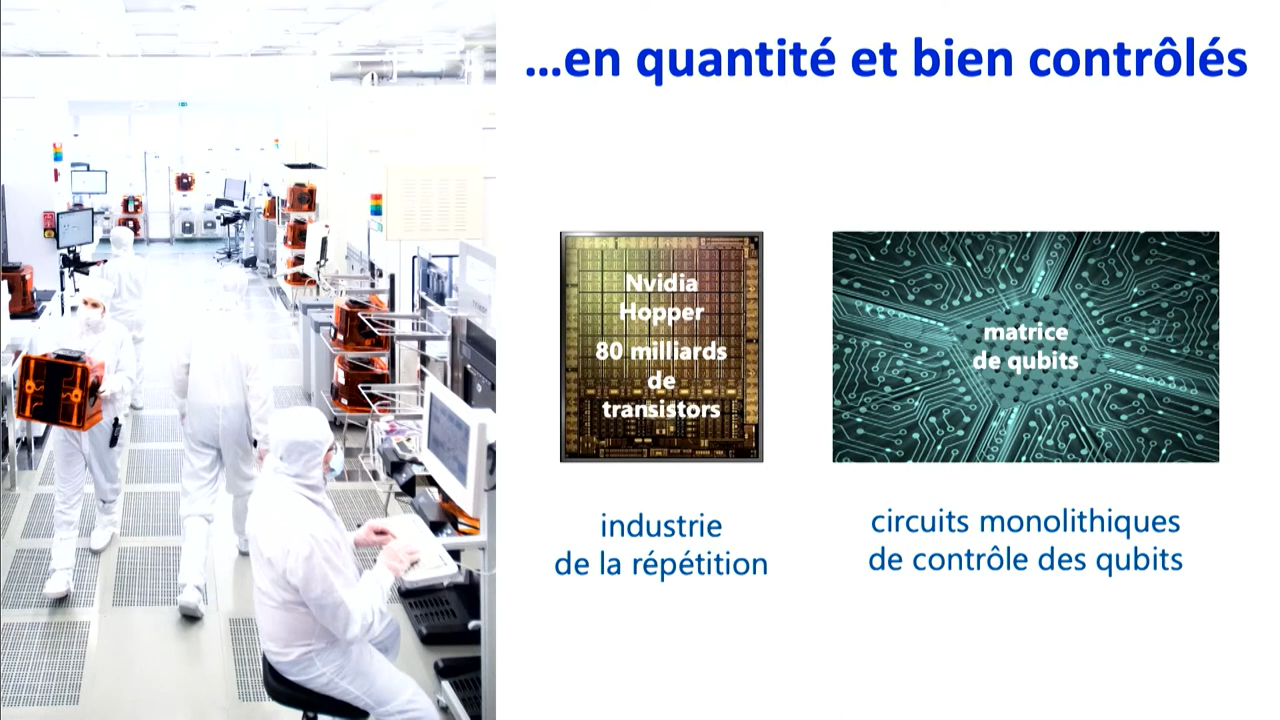 ...en quantité et bien contrôlés
Nvidia
Hopper
80 milliards
de
transistors
matrice
de qubits
industrie
de la répétition
circuits monolithiques
de contrôle des qubits